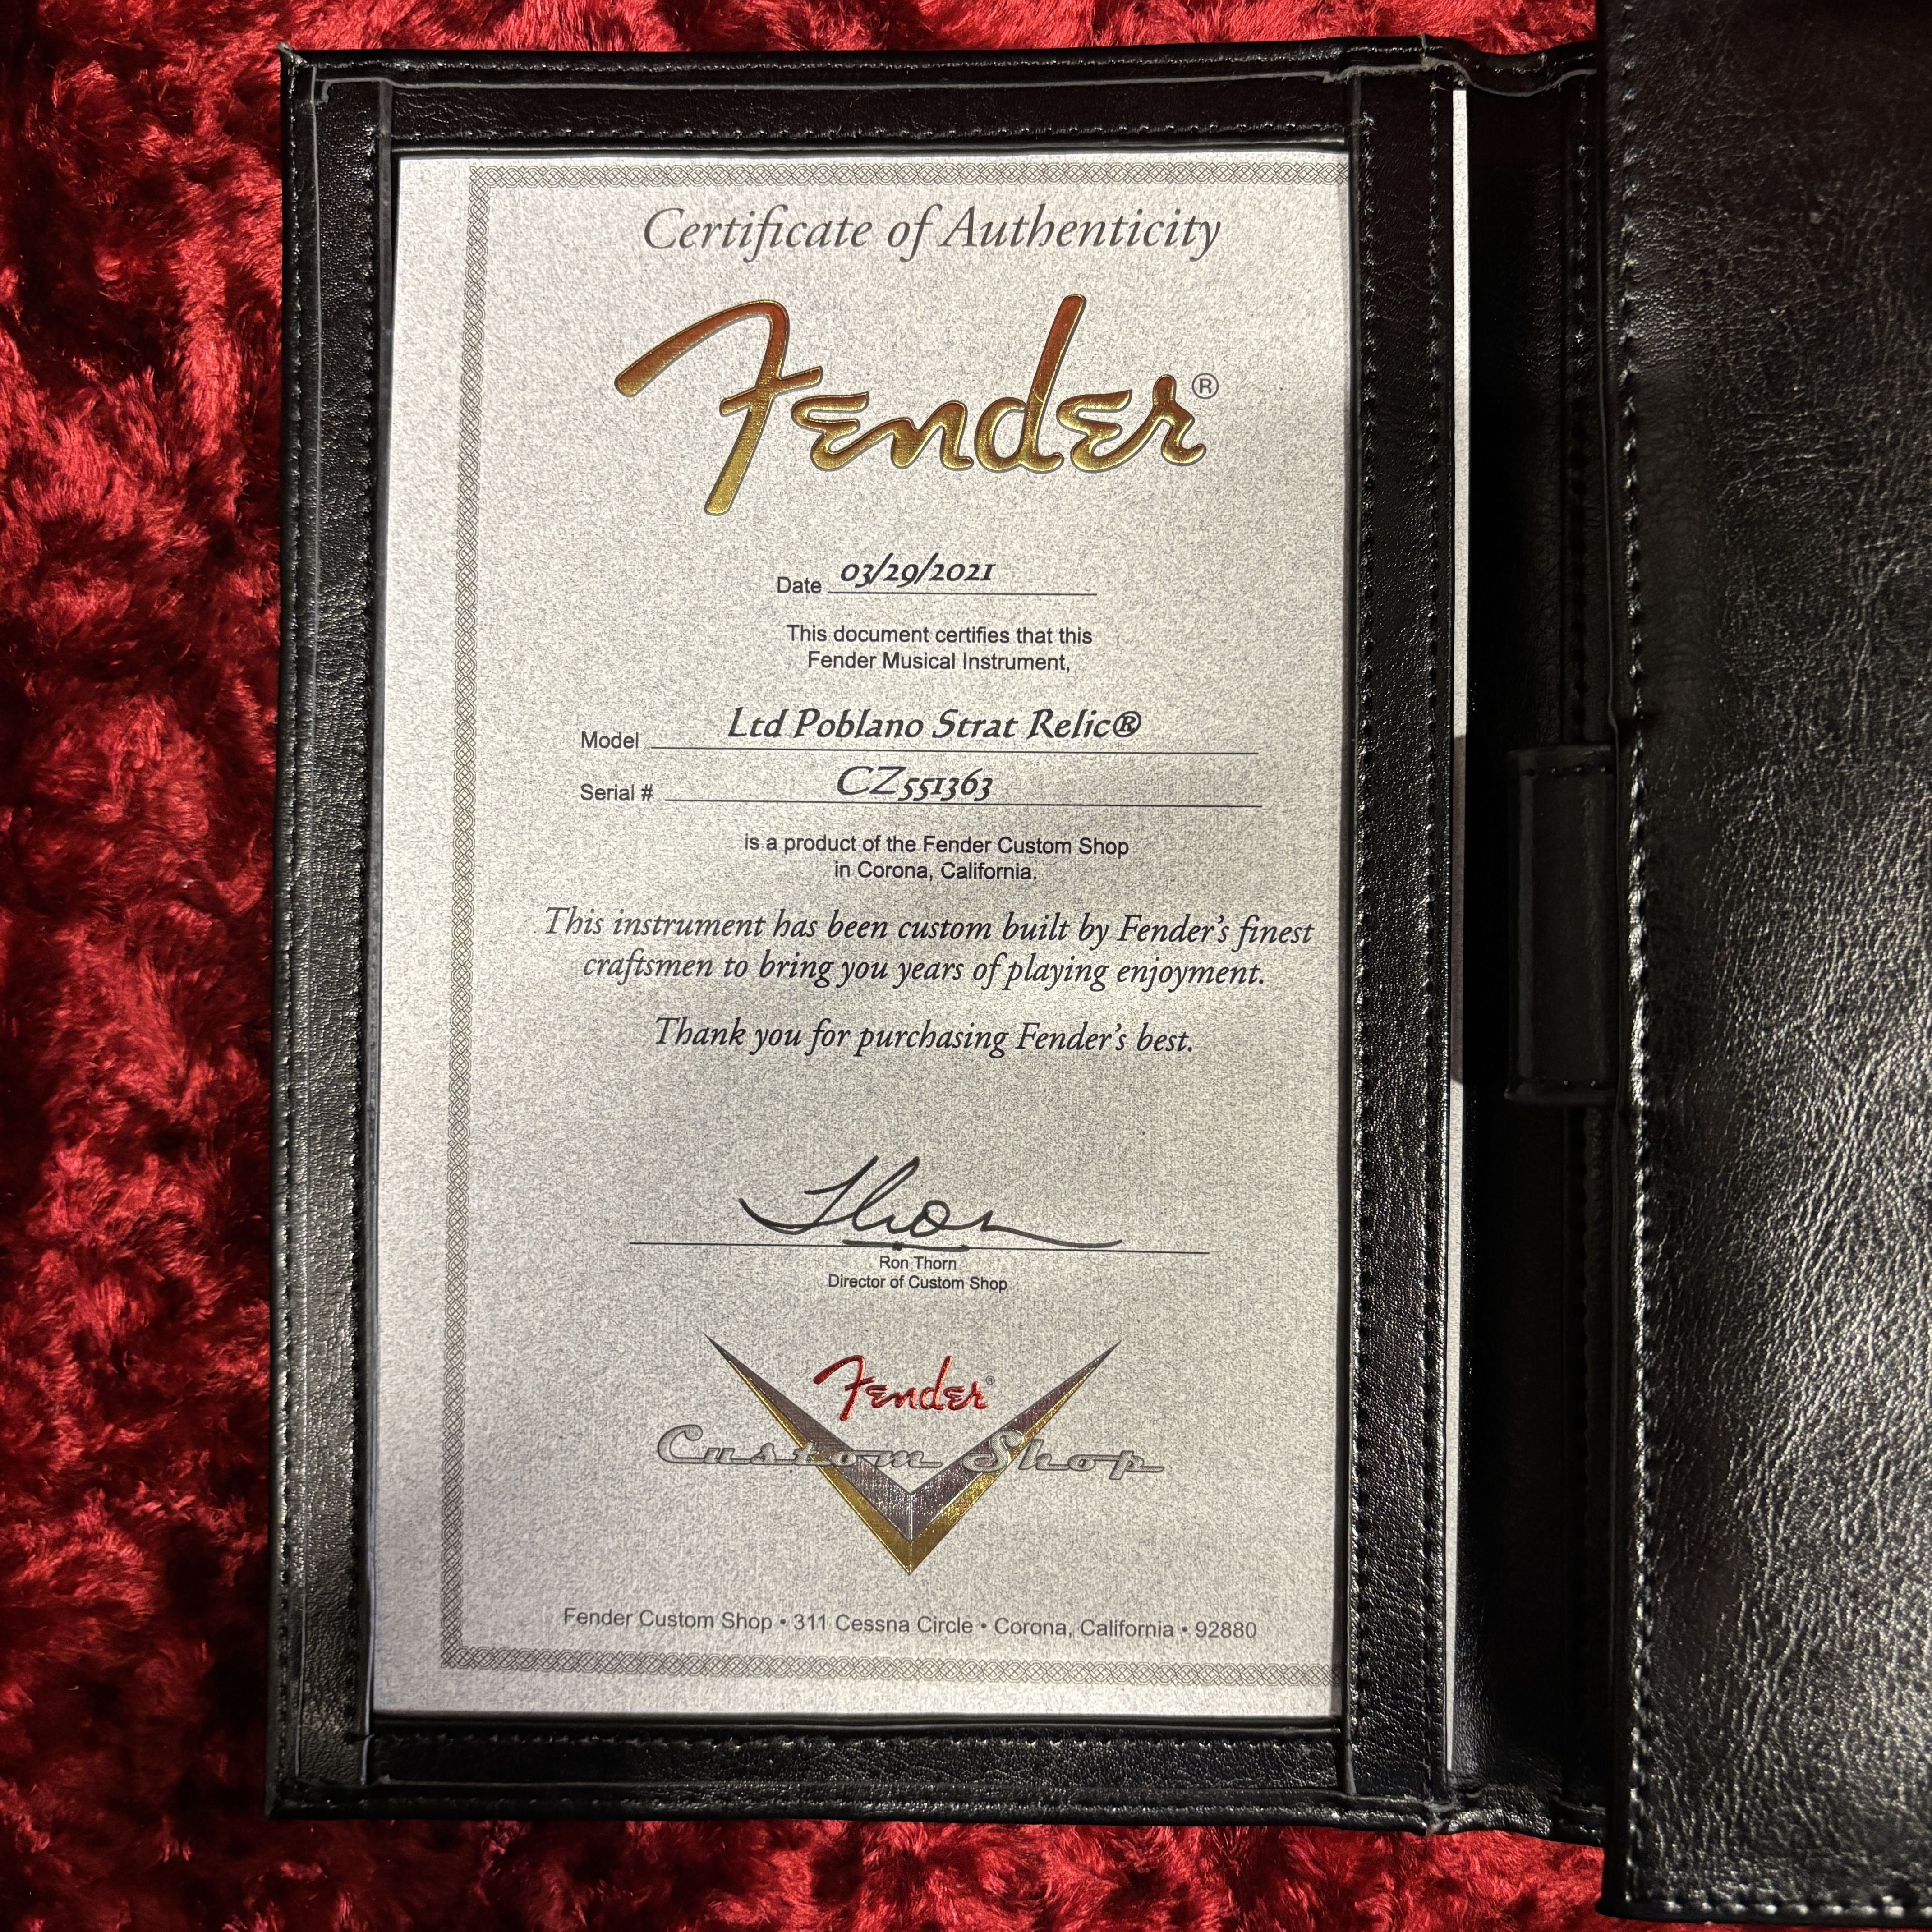 Certificate of Authenticity
Fender®
Date 03/29/2021
This document certifies that this
Fender Musical Instrument,
Model Ltd Poblano Strat Relic®
Serial # CZ551363
is a product of the Fender Custom Shop
in Corona, California.
This instrument has been custom built by Fender's finest
craftsmen to bring you years of playing enjoyment.
Thank you for purchasing Fender's best.
Thorn
Ron Thorn
Director of Custom Shop
Fender®
Custom Shop
Fender Custom Shop • 311 Cessna Circle • Corona, California • 92880